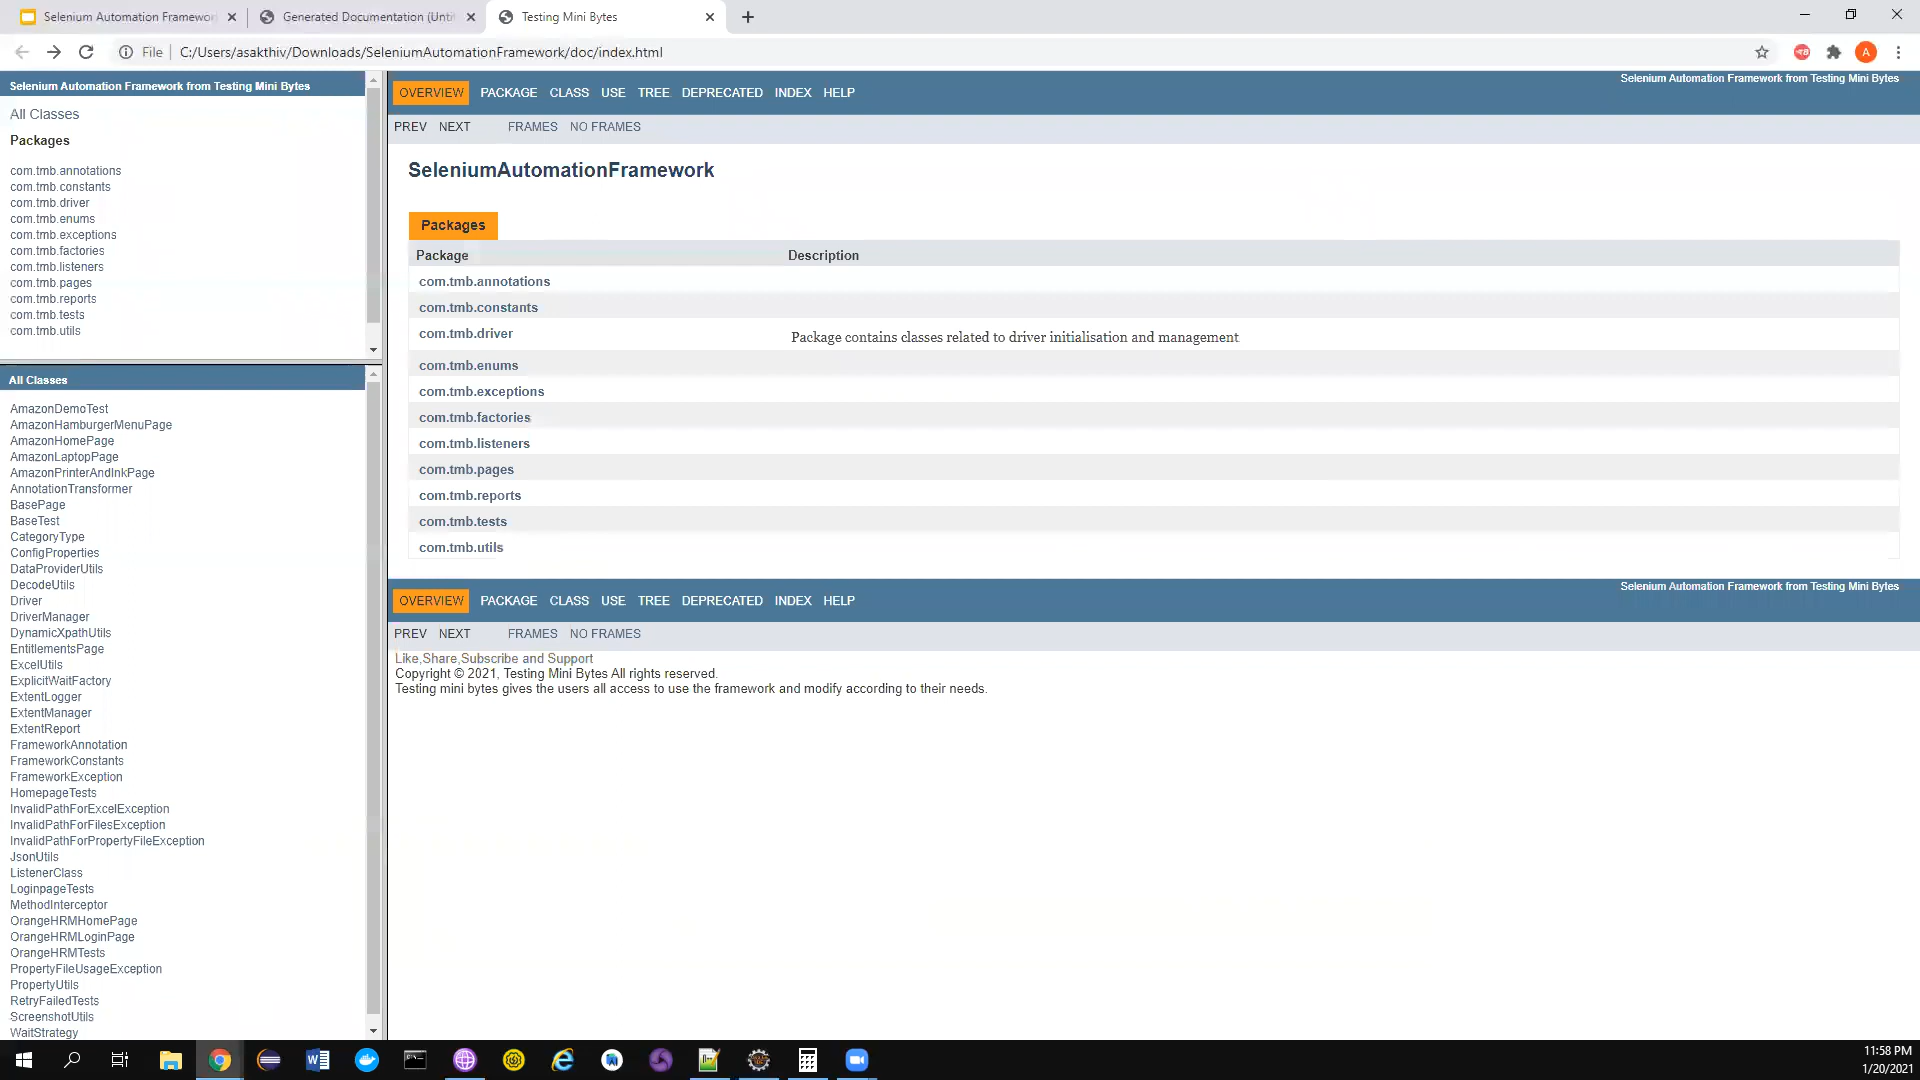 Selenium Automation Framewor
Generated Documentation (Unti
Testing Mini Bytes
File
C:/Users/asakthiv/Downloads/SeleniumAutomationFramework/doc/index.html
A
Selenium Automation Framework from Testing Mini Bytes
All Classes
Packages
com.tmb.annotations
com.tmb.constants
com.tmb.driver
com.tmb.enums
com.tmb.exceptions
com.tmb.factories
com.tmb.listeners
com.tmb.pages
com.tmb.reports
com.tmb.tests
com.tmb.utils
All Classes
AmazonDemoTest
AmazonHamburgerMenuPage
AmazonHomePage
AmazonLaptopPage
AmazonPrinterAndInkPage
AnnotationTransformer
BasePage
BaseTest
CategoryType
ConfigProperties
DataProviderUtils
DecodeUtils
Driver
DriverManager
DynamicXpathUtils
EntitlementsPage
ExcelUtils
ExplicitWaitFactory
ExtentLogger
ExtentManager
ExtentReport
FrameworkAnnotation
FrameworkConstants
FrameworkException
HomepageTests
InvalidPathForExcelException
InvalidPathForFilesException
InvalidPathForPropertyFileException
JsonUtils
ListenerClass
LoginpageTests
MethodInterceptor
OrangeHRMHomePage
OrangeHRMLoginPage
OrangeHRMTests
PropertyFileUsageException
PropertyUtils
RetryFailedTests
ScreenshotUtils
WaitStrategy
OVERVIEW PACKAGE CLASS USE TREE DEPRECATED INDEX HELP
Selenium Automation Framework from Testing Mini Bytes
PREV NEXT FRAMES NO FRAMES
SeleniumAutomationFramework
Packages
Package Description
com.tmb.annotations
com.tmb.constants
com.tmb.driver Package contains classes related to driver initialisation and management
com.tmb.enums
com.tmb.exceptions
com.tmb.factories
com.tmb.listeners
com.tmb.pages
com.tmb.reports
com.tmb.tests
com.tmb.utils
OVERVIEW PACKAGE CLASS USE TREE DEPRECATED INDEX HELP
Selenium Automation Framework from Testing Mini Bytes
PREV NEXT FRAMES NO FRAMES
Like,Share,Subscribe and Support
Copyright © 2021, Testing Mini Bytes All rights reserved.
Testing mini bytes gives the users all access to use the framework and modify according to their needs.
11:58 PM
1/20/2021